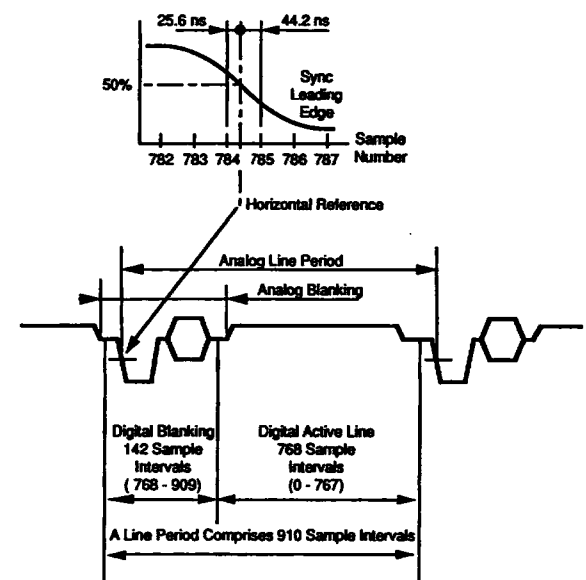 25.6 ns
44.2 ns
50%
Sync
Leading
Edge
Sample
Number
782 783 784 785 786 787
Horizontal Reference
Analog Line Period
Analog Blanking
Digital Blanking
142 Sample
Intervals
( 768 - 909)
Digital Active Line
768 Sample
Intervals
(0 - 767)
A Line Period Comprises 910 Sample Intervals